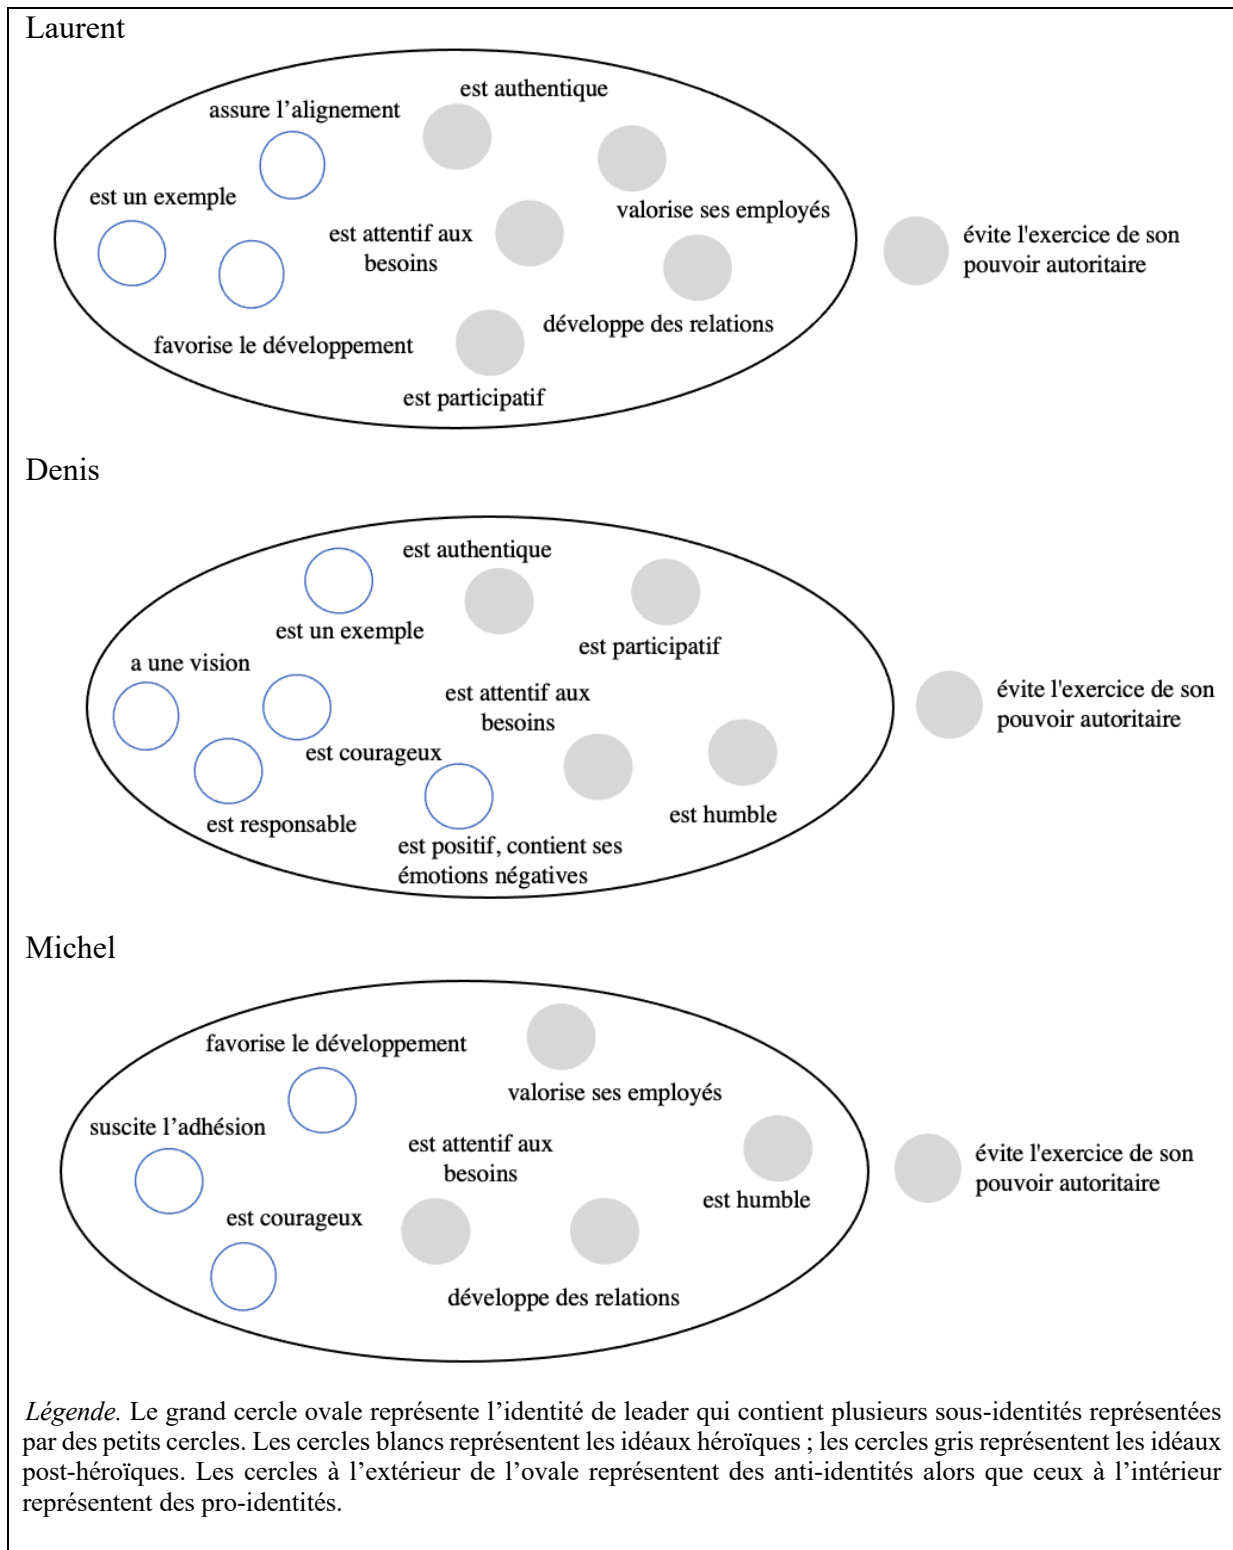 Laurent
est authentique
assure l’alignement
est un exemple
valorise ses employés
est attentif aux
besoins
évite l'exercice de son
pouvoir autoritaire
développe des relations
favorise le développement
est participatif
Denis
est authentique
est un exemple
est participatif
a une vision
est attentif aux
besoins
évite l'exercice de son
pouvoir autoritaire
est courageux
est humble
est responsable
est positif, contient ses
émotions négatives
Michel
favorise le développement
valorise ses employés
suscite l’adhésion
est attentif aux
besoins
évite l'exercice de son
pouvoir autoritaire
est humble
est courageux
développe des relations
Légende. Le grand cercle ovale représente l’identité de leader qui contient plusieurs sous-identités représentées
par des petits cercles. Les cercles blancs représentent les idéaux héroïques ; les cercles gris représentent les idéaux
post-héroïques. Les cercles à l’extérieur de l’ovale représentent des anti-identités alors que ceux à l’intérieur
représentent des pro-identités.